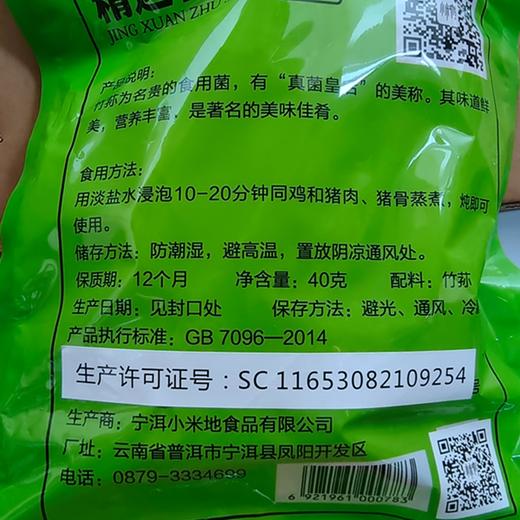 精选
JING XUAN ZHU
产品说明:
竹荪为名贵的食用菌,有“真菌皇后”的美称。其味道鲜
美,营养丰富,是著名的美味佳肴。
食用方法:
用淡盐水浸泡10-20分钟同鸡和猪肉、猪骨蒸煮,炖即可
使用。
储存方法:防潮湿,避高温,置放阴凉通风处。
保质期:12个月 净含量:40克 配料:竹荪
生产日期:见封口处 保存方法:避光、通风、冷
产品执行标准:GB 7096—2014
生产许可证号:SC 11653082109254
号
生产商:宁洱小米地食品有限公司
厂址:云南省普洱市宁洱县凤阳开发区
电话:0879-3334699
6 921961 000783